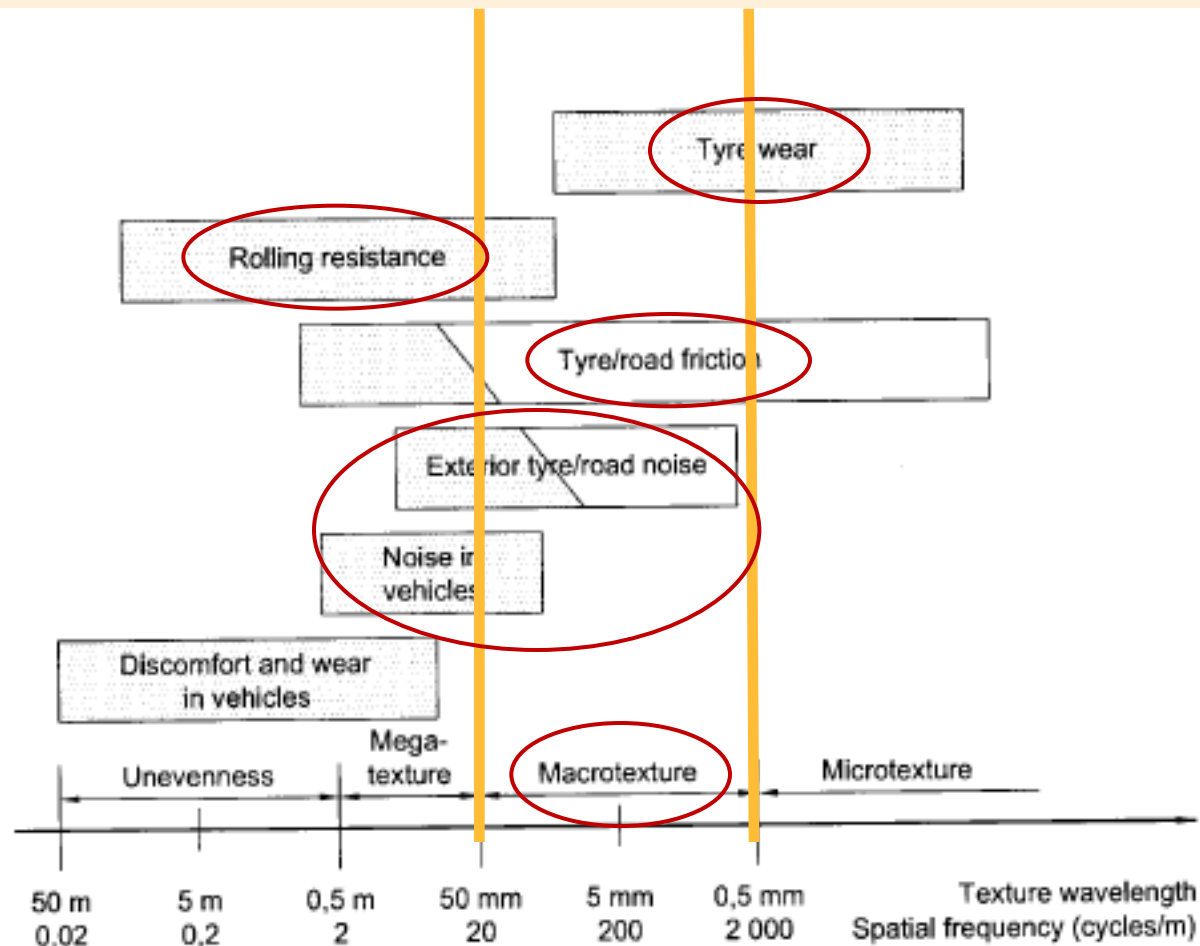 Tyre wear
Rolling resistance
Tyre/road friction
Exterior tyre/road noise
Noise in
vehicles
Discomfort and wear
in vehicles
Unevenness
Mega-
texture
Macrotexture
Microtexture
50 m 5 m 0,5 m 50 mm 5 mm 0,5 mm Texture wavelength
0,02 0,2 2 20 200 2 000 Spatial frequency (cycles/m)